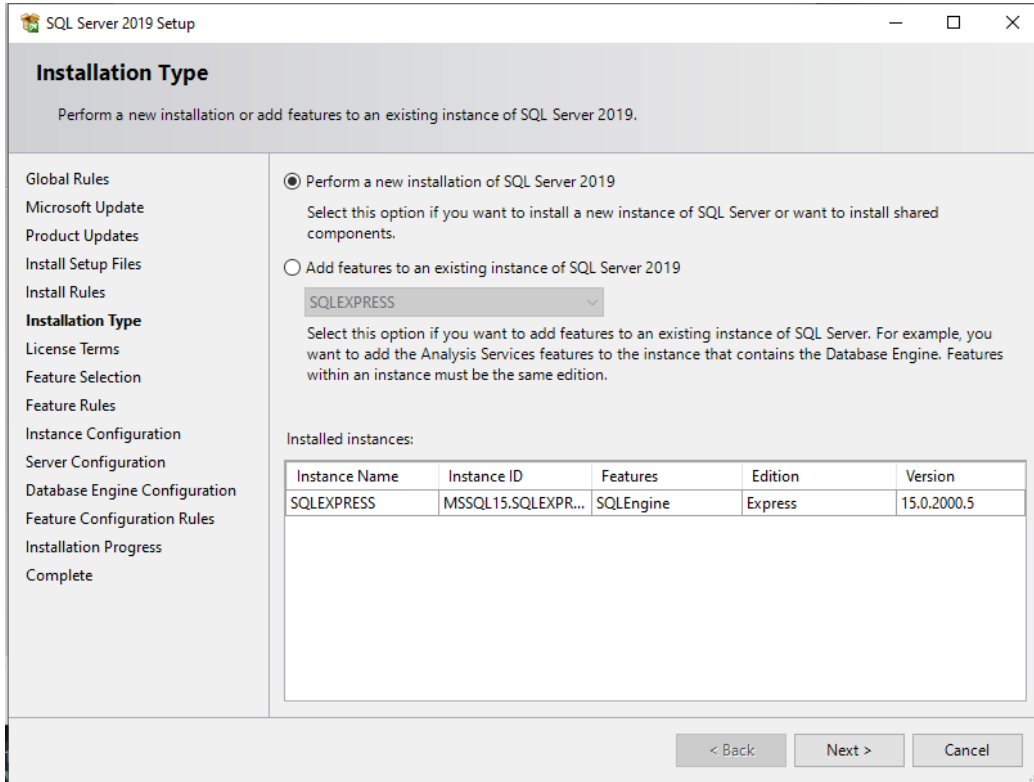 SQL Server 2019 Setup
Installation Type
Perform a new installation or add features to an existing instance of SQL Server 2019.
Global Rules
Microsoft Update
Product Updates
Install Setup Files
Install Rules
Installation Type
License Terms
Feature Selection
Feature Rules
Instance Configuration
Server Configuration
Database Engine Configuration
Feature Configuration Rules
Installation Progress
Complete
Perform a new installation of SQL Server 2019
Select this option if you want to install a new instance of SQL Server or want to install shared
components.
Add features to an existing instance of SQL Server 2019
SQLEXPRESS
Select this option if you want to add features to an existing instance of SQL Server. For example, you
want to add the Analysis Services features to the instance that contains the Database Engine. Features
within an instance must be the same edition.
Installed instances:
Instance Name Instance ID Features Edition Version
SQLEXPRESS MSSQL15.SQLEXPR... SQLEngine Express 15.0.2000.5
< Back Next > Cancel